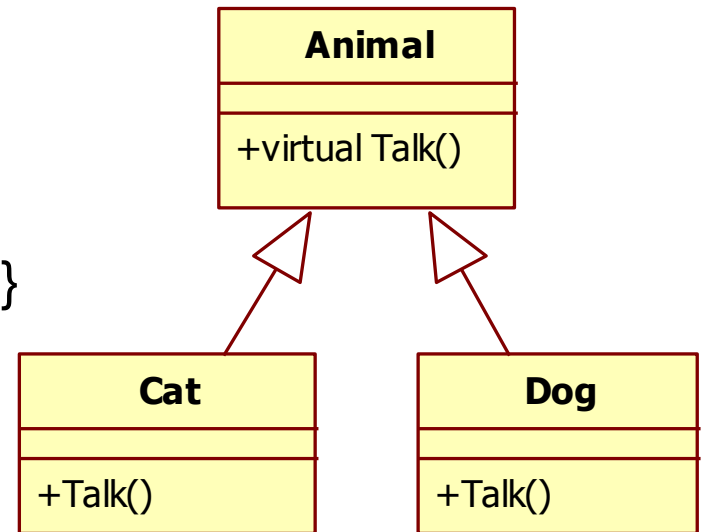 Animal
+virtual Talk()
}
Cat
Dog
+Talk()
+Talk()